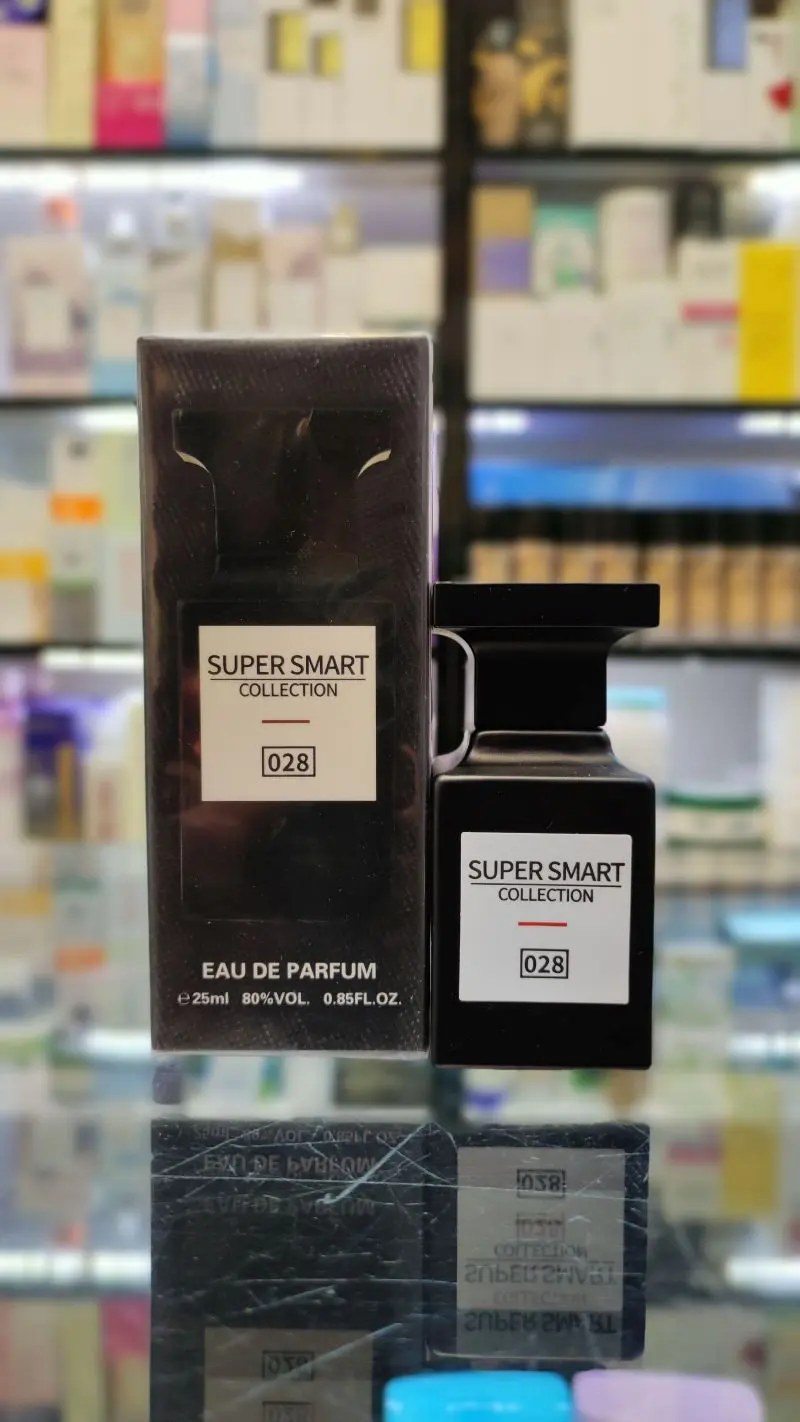 SUPER SMART
COLLECTION
028
EAU DE PARFUM
℮25ml 80%VOL. 0.85FL.OZ.
SUPER SMART
COLLECTION
028